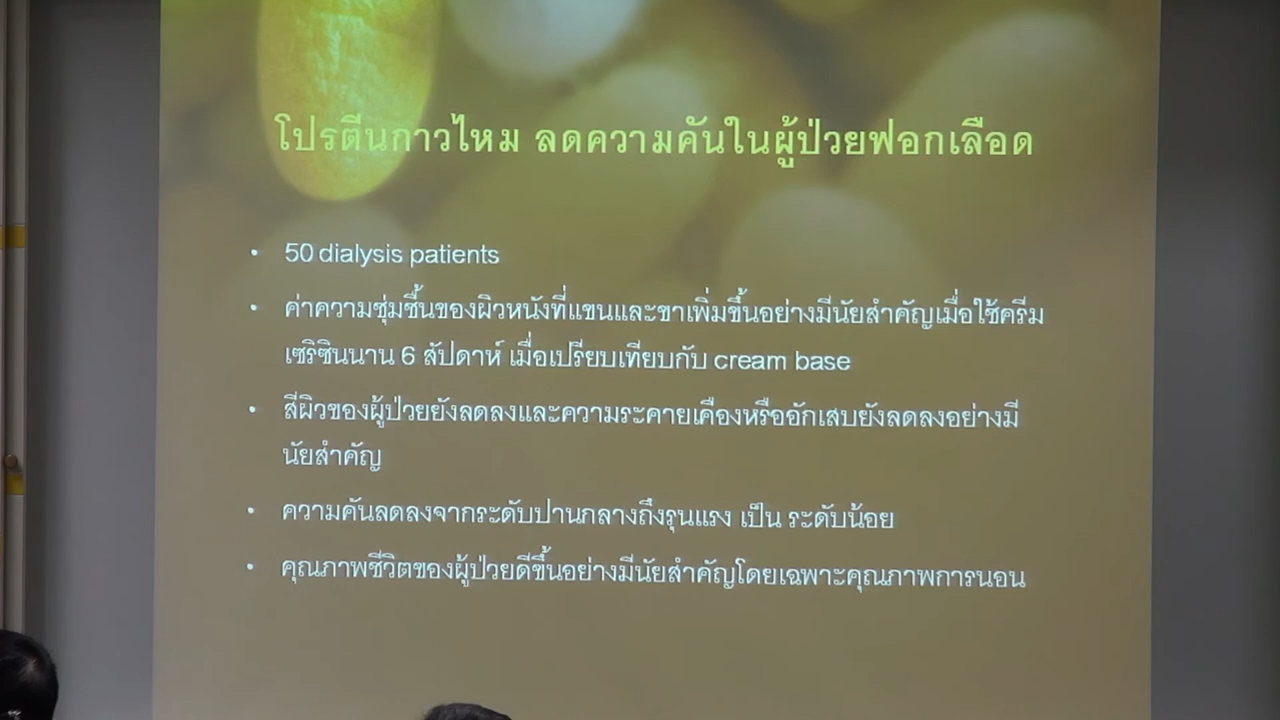 โปรตีนกาวไหม ลดความคันในผู้ป่วยฟอกเลือด
• 50 dialysis patients
• ค่าความชุ่มชื้นของผิวหนังที่แขนและขาเพิ่มขึ้นอย่างมีนัยสำคัญเมื่อใช้ครีม
เซริซินนาน 6 สัปดาห์ เมื่อเปรียบเทียบกับ cream base
• สีผิวของผู้ป่วยยังลดลงและความระคายเคืองหรืออักเสบยังลดลงอย่างมี
นัยสำคัญ
• ความคันลดลงจากระดับปานกลางถึงรุนแรง เป็น ระดับน้อย
• คุณภาพชีวิตของผู้ป่วยดีขึ้นอย่างมีนัยสำคัญโดยเฉพาะคุณภาพการนอน